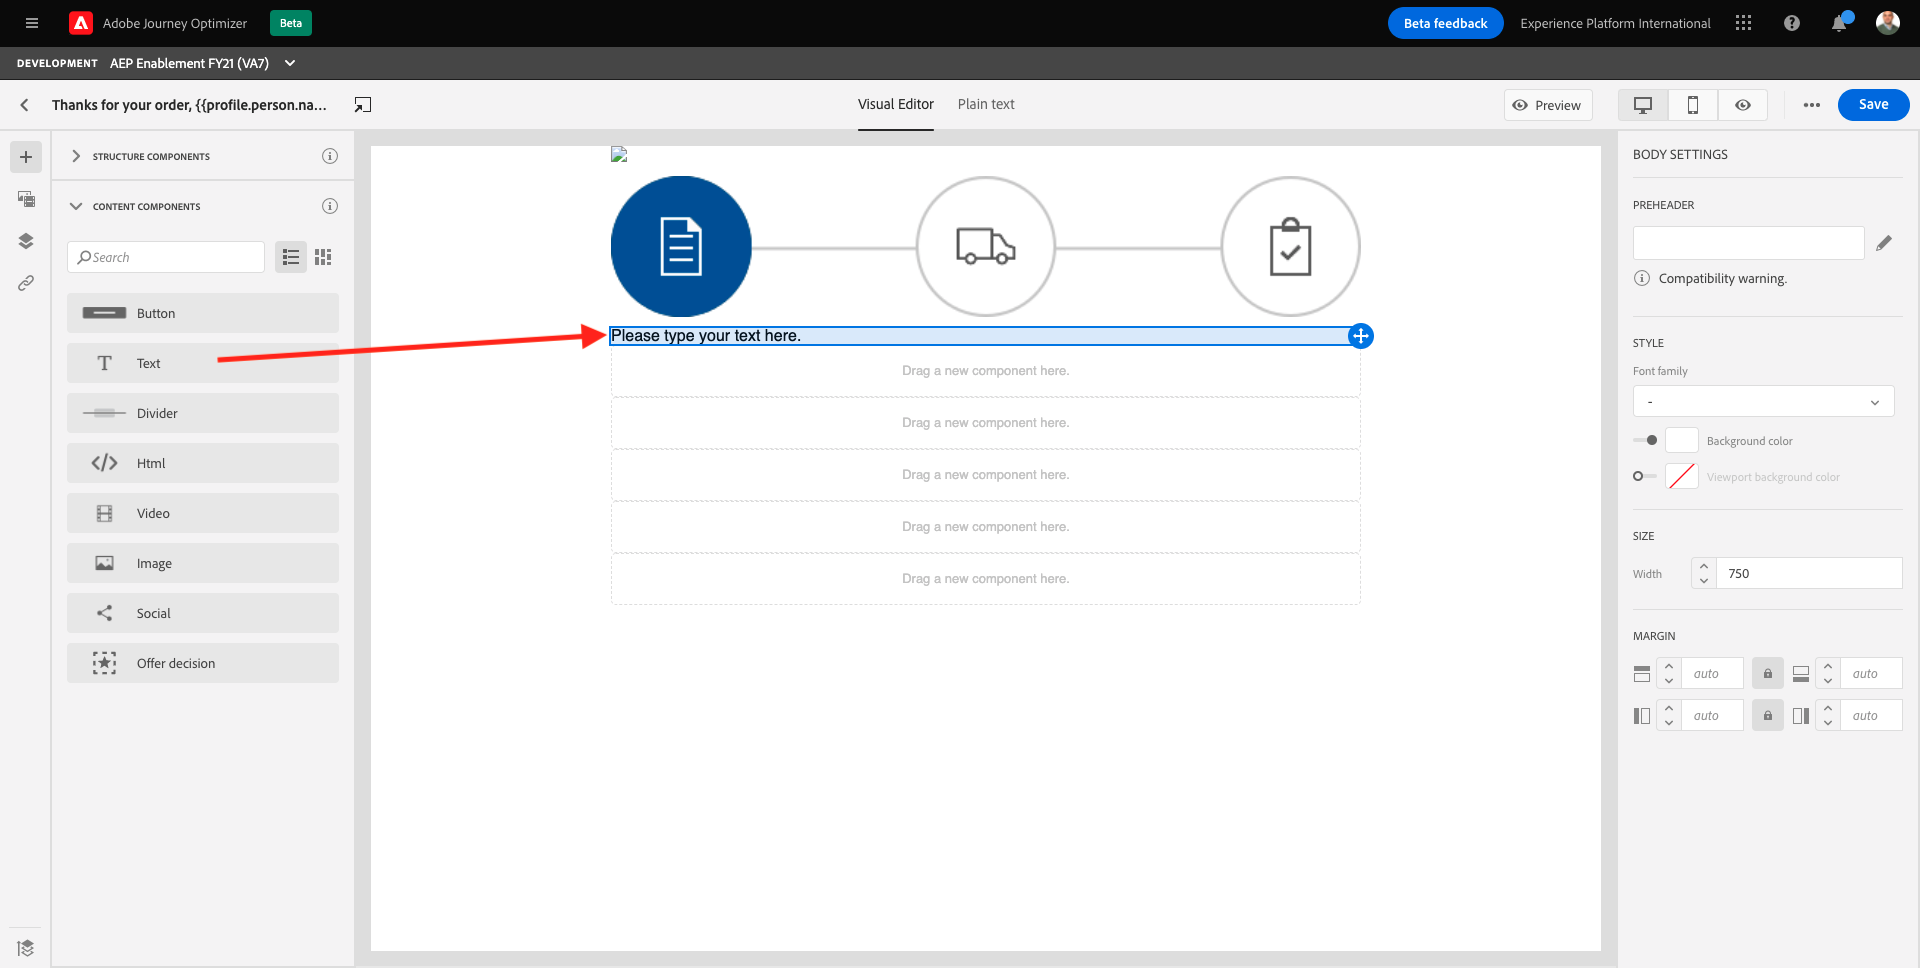 Adobe Journey Optimizer
Beta
Beta feedback
Experience Platform International
DEVELOPMENT
AEP Enablement FY21 (VA7)
Thanks for your order, {{profile.person.na...
Visual Editor
Plain text
Preview
Save
STRUCTURE COMPONENTS
CONTENT COMPONENTS
Search
Button
Text
Divider
Html
Video
Image
Social
Offer decision
Please type your text here.
Drag a new component here.
Drag a new component here.
Drag a new component here.
Drag a new component here.
Drag a new component here.
BODY SETTINGS
PREHEADER
Compatibility warning.
STYLE
Font family
-
Background color
Viewport background color
SIZE
Width
750
MARGIN
auto
auto
auto
auto